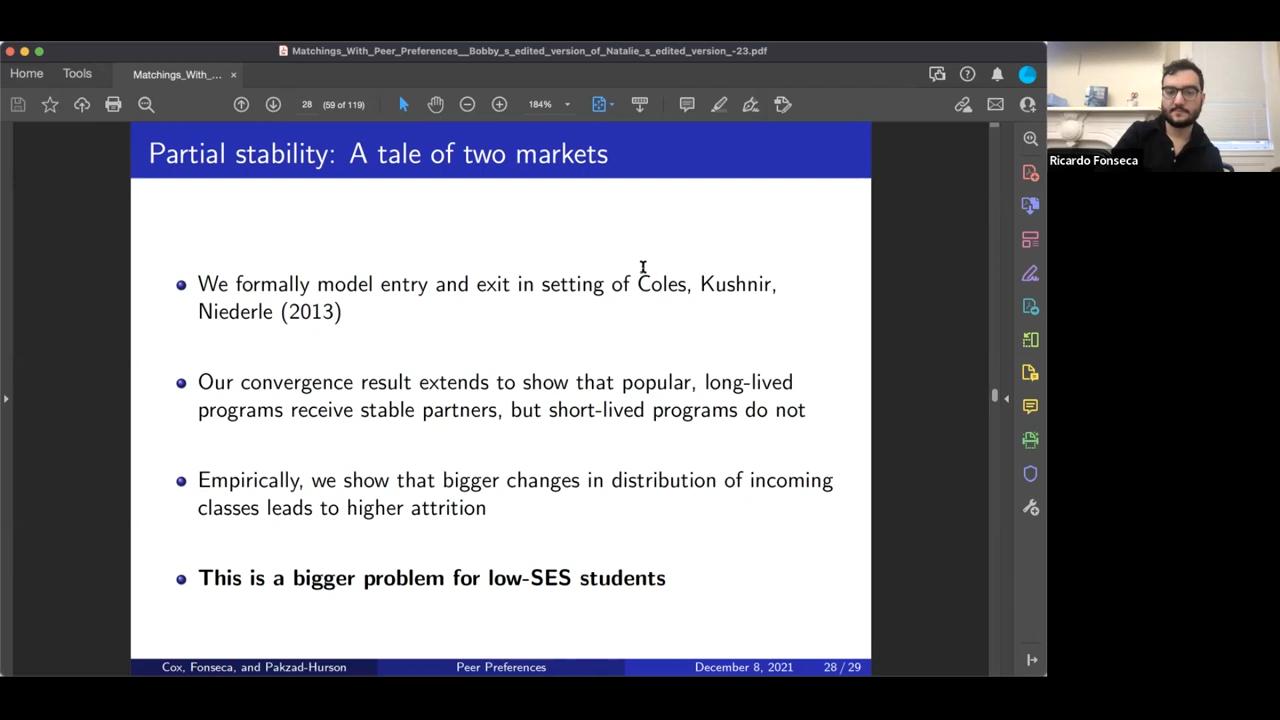 Matchings_With_Peer_Preferences__Bobby_s_edited_version_of_Natalie_s_edited_version_-23.pdf
Home Tools Matchings_With_... ×
28 (59 of 119) 184%
Partial stability: A tale of two markets
Ricardo Fonseca
We formally model entry and exit in setting of Coles, Kushnir,
Niederle (2013)
Our convergence result extends to show that popular, long-lived
programs receive stable partners, but short-lived programs do not
Empirically, we show that bigger changes in distribution of incoming
classes leads to higher attrition
This is a bigger problem for low-SES students
Cox, Fonseca, and Pakzad-Hurson Peer Preferences December 8, 2021 28 / 29